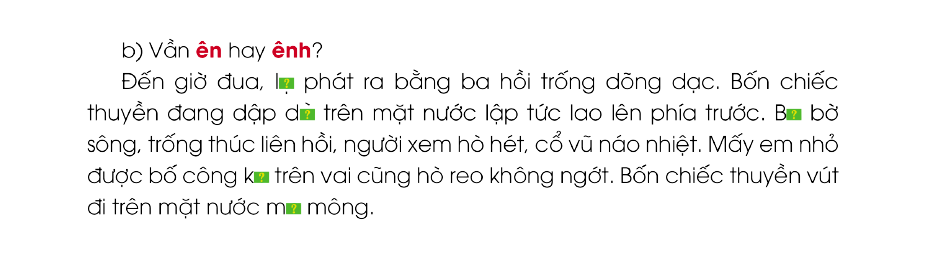 b) Vần ên hay ênh?
Đến giờ đua, lị? phát ra bằng ba hồi trống dõng dạc. Bốn chiếc
thuyền đang dập d̀? trên mặt nước lập tức lao lên phía trước. B? bờ
sông, trống thúc liên hồi, người xem hò hét, cổ vũ náo nhiệt. Mấy em nhỏ
được bố công k? trên vai cũng hò reo không ngớt. Bốn chiếc thuyền vút
đi trên mặt nước m? mông.